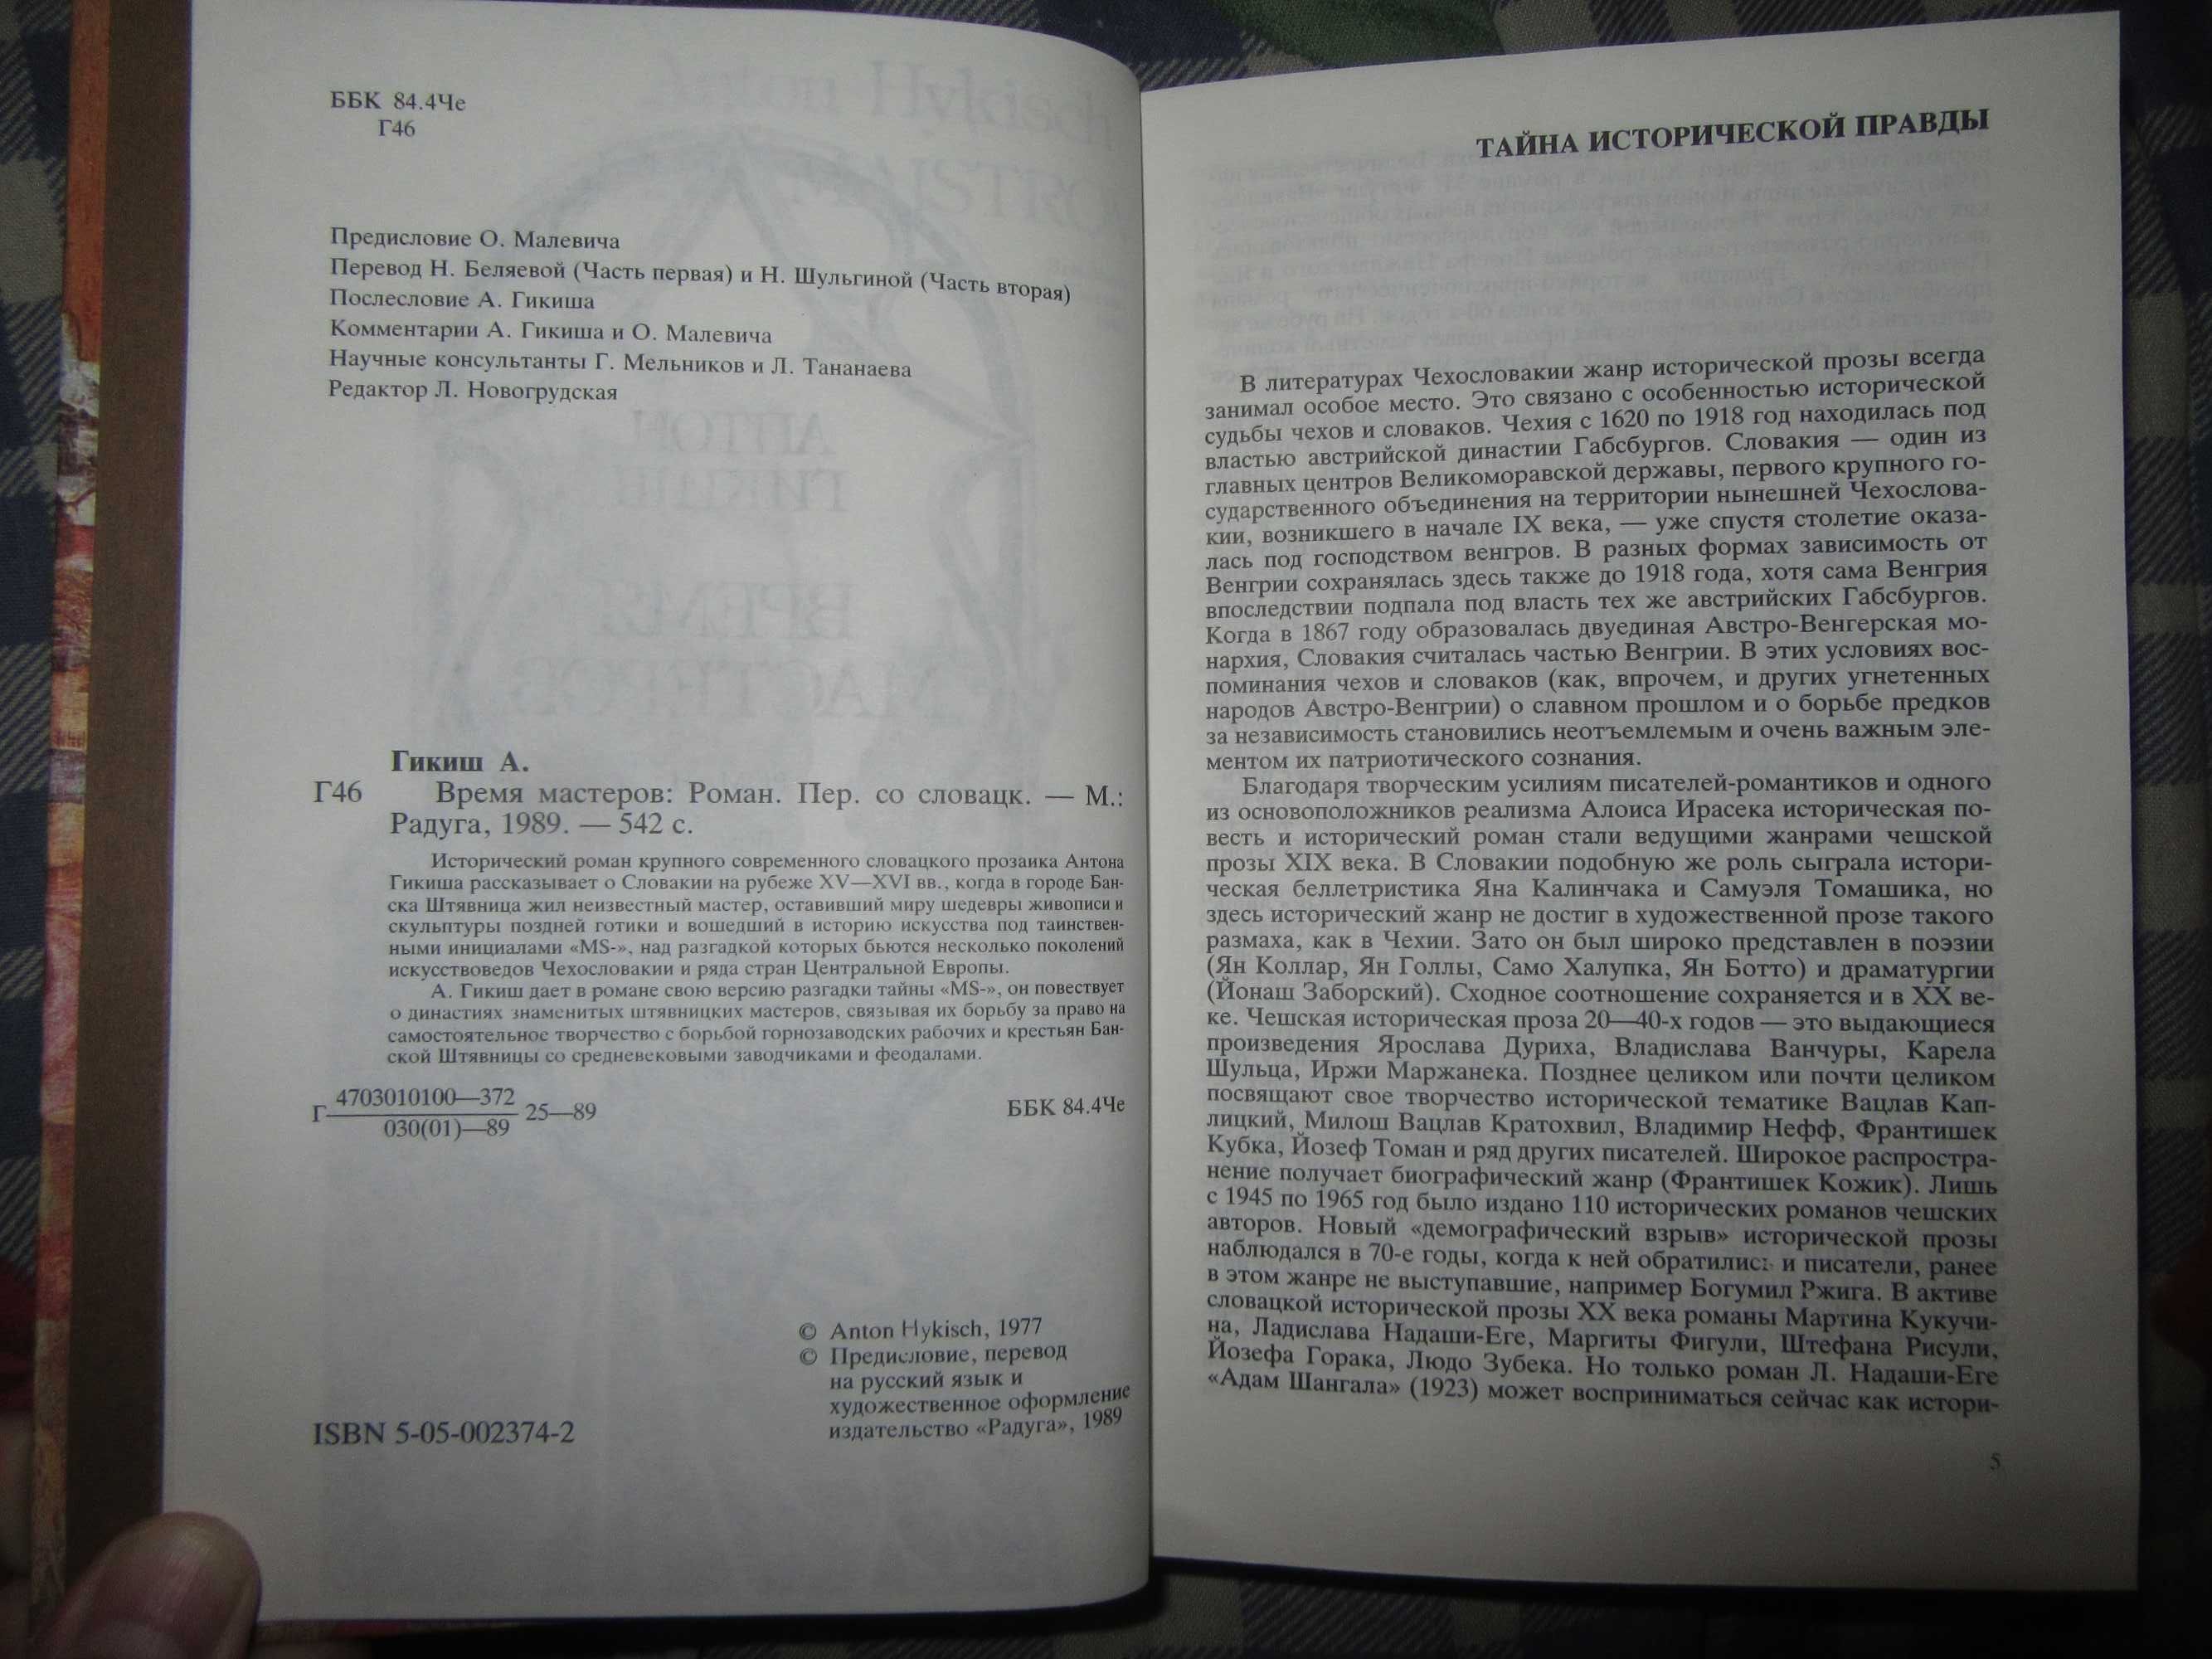 ББК 84.4Че
Г46
Предисловие О. Малевича
Перевод Н. Беляевой (Часть первая) и Н. Шульгиной (Часть вторая)
Послесловие А. Гикиша
Комментарии А. Гикиша и О. Малевича
Научные консультанты Г. Мельников и Л. Тананаева
Редактор Л. Новогрудская
Гикиш А.
Г46 Время мастеров: Роман. Пер. со словацк. — М.:
Радуга, 1989. — 542 с.
Исторический роман крупного современного словацкого прозаика Антона
Гикиша рассказывает о Словакии на рубеже XV—XVI вв., когда в городе Бан-
ска Штявница жил неизвестный мастер, оставивший миру шедевры живописи и
скульптуры поздней готики и вошедший в историю искусства под таинствен-
ными инициалами «MS-», над разгадкой которых бьются несколько поколений
искусствоведов Чехословакии и ряда стран Центральной Европы.
А. Гикиш дает в романе свою версию разгадки тайны «MS-», он повествует
о династиях знаменитых штявницких мастеров, связывая их борьбу за право на
самостоятельное творчество с борьбой горнозаводских рабочих и крестьян Бан-
ской Штявницы со средневековыми заводчиками и феодалами.
Г 4703010100—372 25—89
030(01)—89
ББК 84.4Че
© Anton Hykisch, 1977
© Предисловие, перевод
на русский язык и
художественное оформление
издательство «Радуга», 1989
ISBN 5-05-002374-2
ТАЙНА ИСТОРИЧЕСКОЙ ПРАВДЫ
В литературах Чехословакии жанр исторической прозы всегда
занимал особое место. Это связано с особенностью исторической
судьбы чехов и словаков. Чехия с 1620 по 1918 год находилась под
властью австрийской династии Габсбургов. Словакия — один из
главных центров Великоморавской державы, первого крупного го-
сударственного объединения на территории нынешней Чехослова-
кии, возникшего в начале IX века, — уже спустя столетие оказа-
лась под господством венгров. В разных формах зависимость от
Венгрии сохранялась здесь также до 1918 года, хотя сама Венгрия
впоследствии подпала под власть тех же австрийских Габсбургов.
Когда в 1867 году образовалась двуединая Австро-Венгерская мо-
нархия, Словакия считалась частью Венгрии. В этих условиях вос-
поминания чехов и словаков (как, впрочем, и других угнетенных
народов Австро-Венгрии) о славном прошлом и о борьбе предков
за независимость становились неотъемлемым и очень важным эле-
ментом их патриотического сознания.
Благодаря творческим усилиям писателей-романтиков и одного
из основоположников реализма Алоиса Ирасека историческая по-
весть и исторический роман стали ведущими жанрами чешской
прозы XIX века. В Словакии подобную же роль сыграла истори-
ческая беллетристика Яна Калинчака и Самуэля Томашика, но
здесь исторический жанр не достиг в художественной прозе такого
размаха, как в Чехии. Зато он был широко представлен в поэзии
(Ян Коллар, Ян Голлы, Само Халупка, Ян Ботто) и драматургии
(Йонаш Заборский). Сходное соотношение сохраняется и в XX ве-
ке. Чешская историческая проза 20—40-х годов — это выдающиеся
произведения Ярослава Дуриха, Владислава Ванчуры, Карела
Шульца, Иржи Маржанека. Позднее целиком или почти целиком
посвящают свое творчество исторической тематике Вацлав Кап-
лицкий, Милош Вацлав Кратохвил, Владимир Нефф, Франтишек
Кубка, Йозеф Томан и ряд других писателей. Широкое распростра-
нение получает биографический жанр (Франтишек Кожик). Лишь
с 1945 по 1965 год было издано 110 исторических романов чешских
авторов. Новый «демографический взрыв» исторической прозы
наблюдался в 70-е годы, когда к ней обратились и писатели, ранее
в этом жанре не выступавшие, например Богумил Ржига. В активе
словацкой исторической прозы XX века романы Мартина Кукучи-
на, Ладислава Надаши-Еге, Маргиты Фигули, Штефана Рисули,
Йозефа Горака, Людо Зубека. Но только роман Л. Надаши-Еге
«Адам Шангала» (1923) может восприниматься сейчас как истори-
5